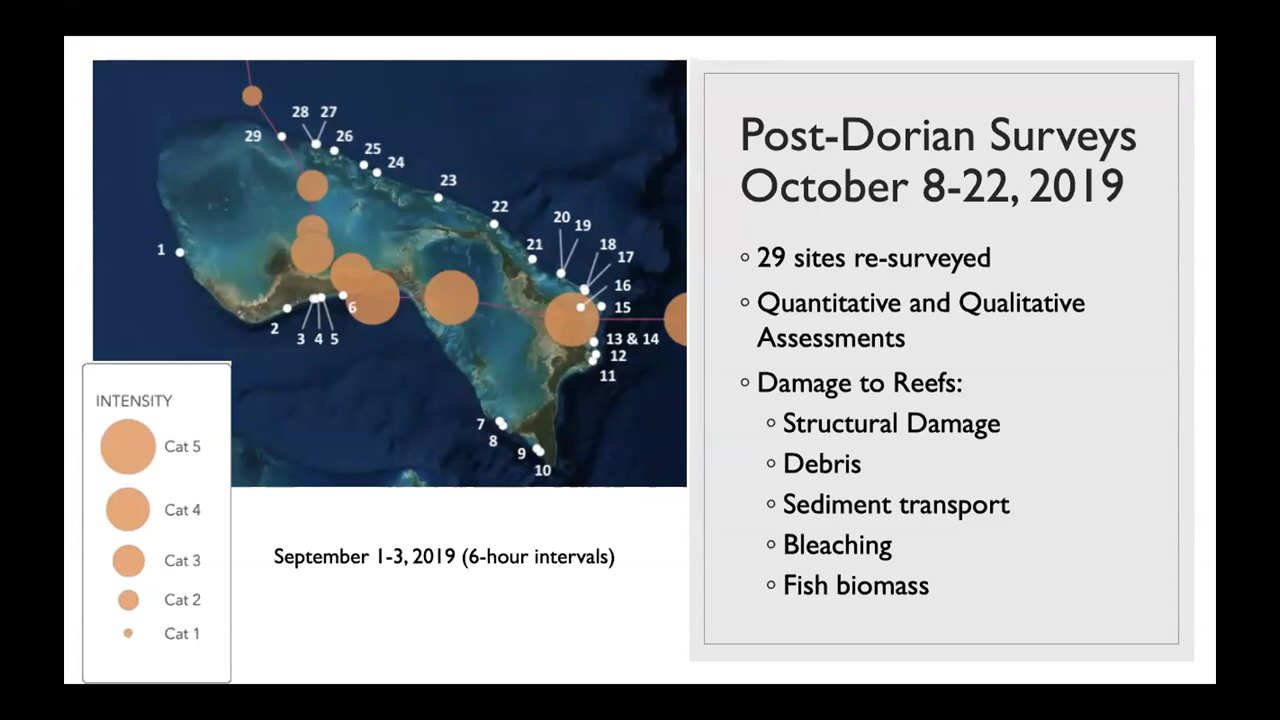 28 27
29
26
25
24
23
22
20
19
1
21
18
17
16
15
6
2
3 4 5
13 & 14
12
11
7
8
9
10
INTENSITY
Cat 5
Cat 4
Cat 3
Cat 2
Cat 1
September 1-3, 2019 (6-hour intervals)
Post-Dorian Surveys
October 8-22, 2019
29 sites re-surveyed
Quantitative and Qualitative
Assessments
Damage to Reefs:
Structural Damage
Debris
Sediment transport
Bleaching
Fish biomass